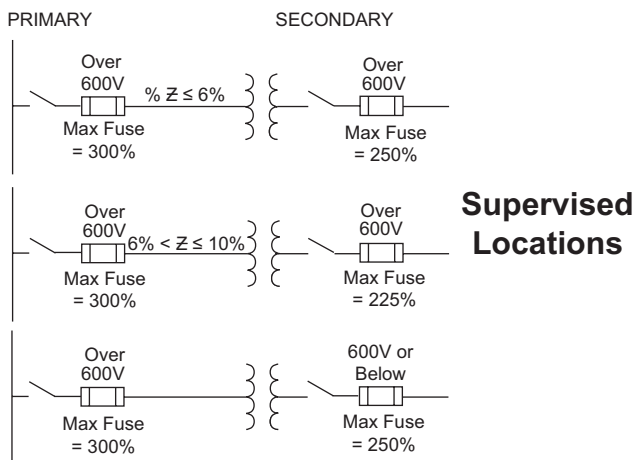 PRIMARY
SECONDARY
Over
600V
% Z ≤ 6%
Max Fuse
= 300%
Over
600V
Max Fuse
= 250%
Over
600V
6% < Z ≤ 10%
Max Fuse
= 300%
Over
600V
Max Fuse
= 225%
Supervised
Locations
Over
600V
Max Fuse
= 300%
600V or
Below
Max Fuse
= 250%